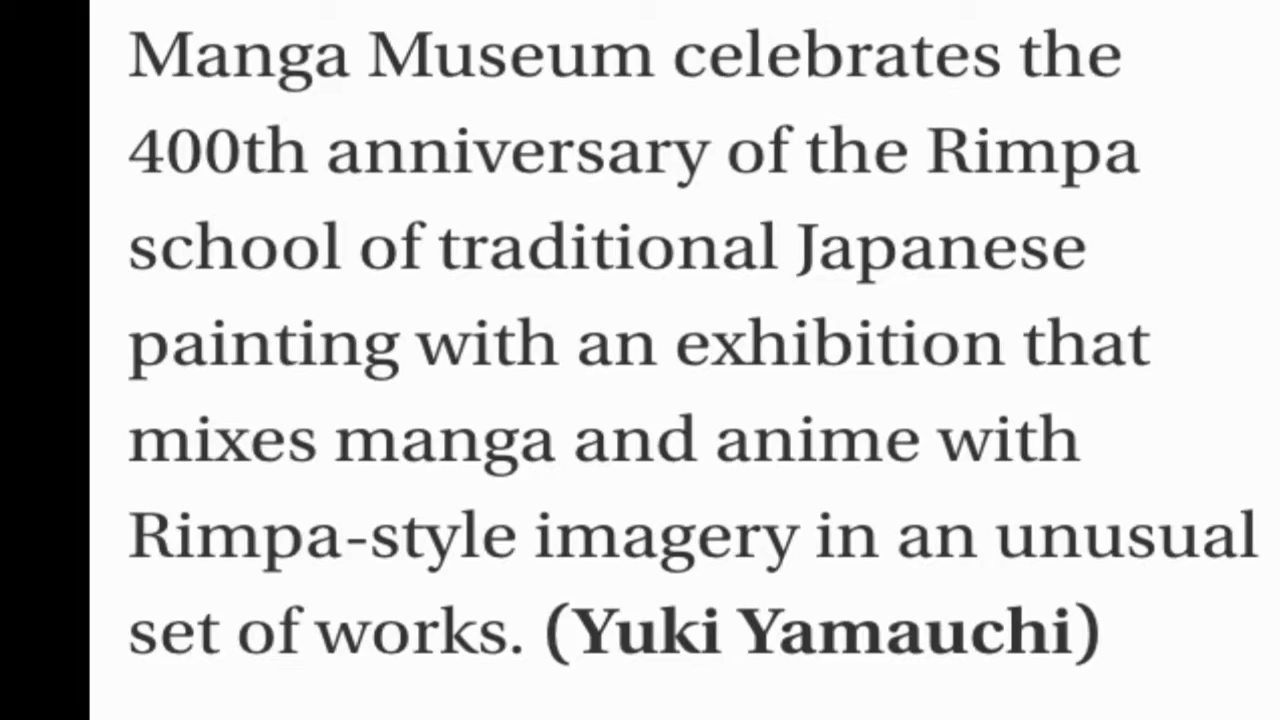 Manga Museum celebrates the
400th anniversary of the Rimpa
school of traditional Japanese
painting with an exhibition that
mixes manga and anime with
Rimpa-style imagery in an unusual
set of works. (Yuki Yamauchi)